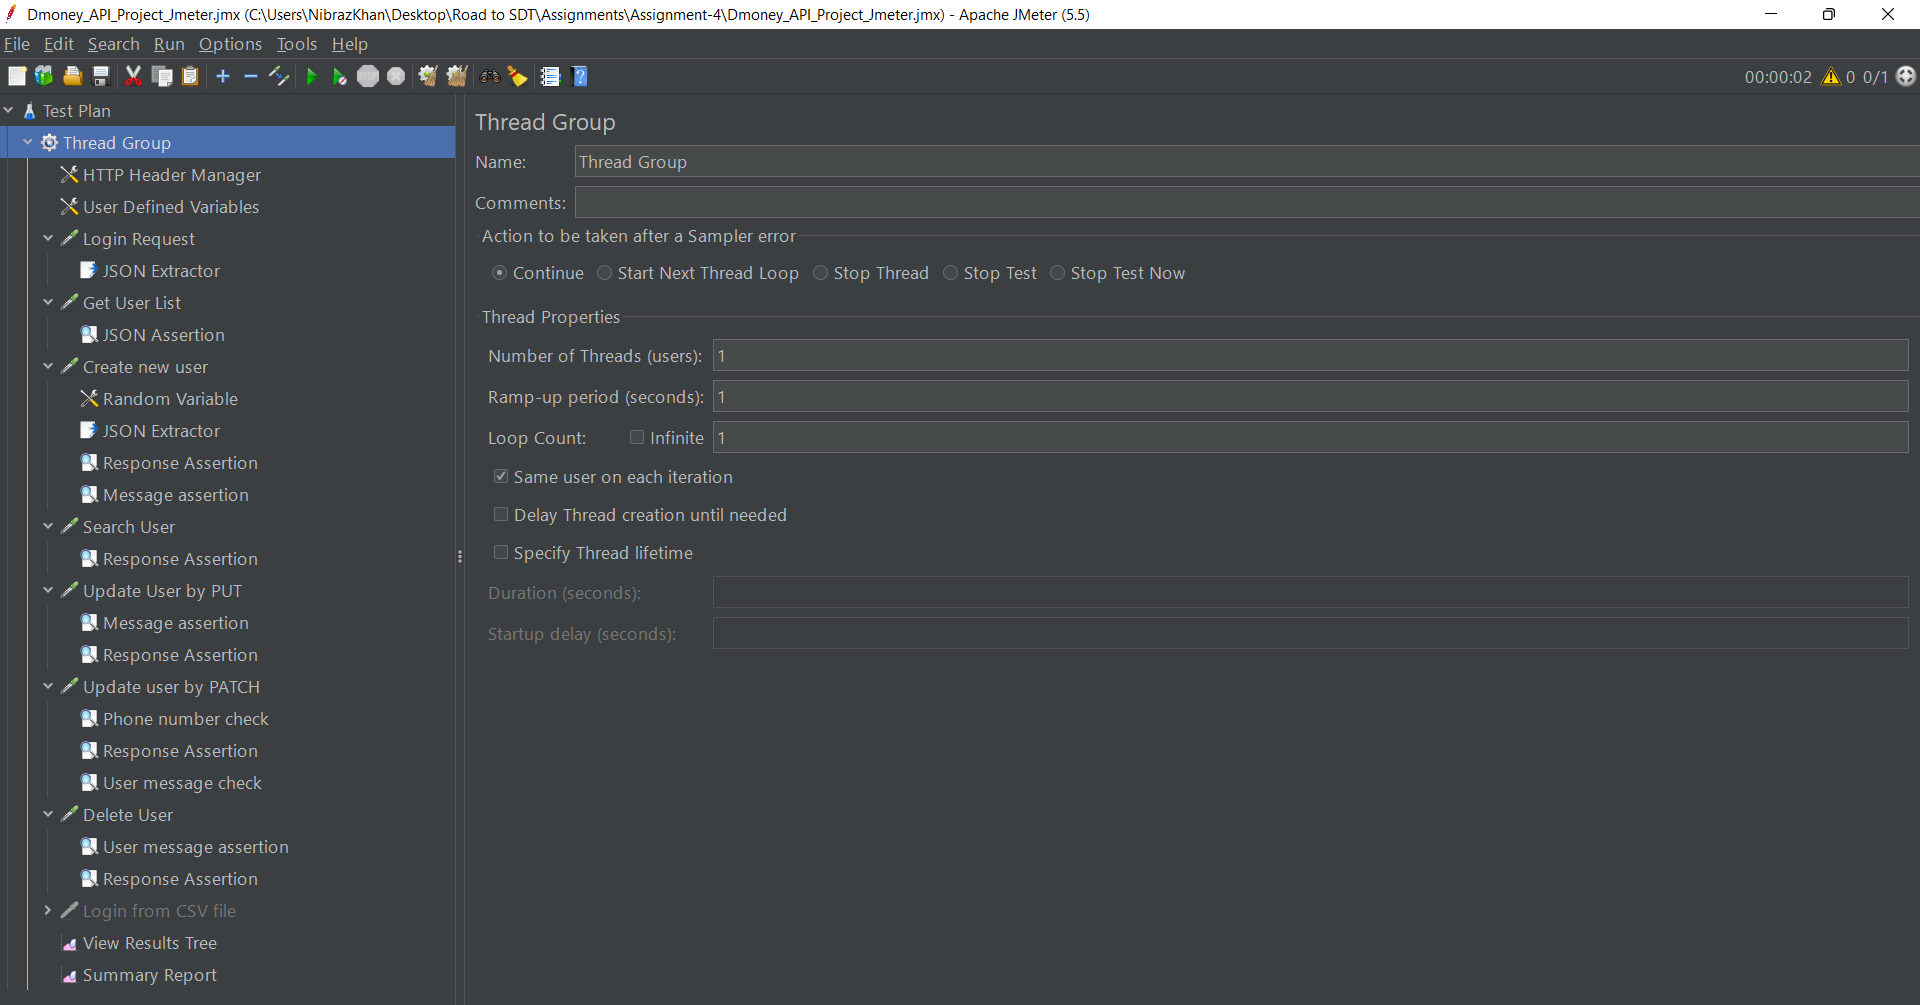 Dmoney_API_Project_Jmeter.jmx (C:\Users\NibrazKhan\Desktop\Road to SDT\Assignments\Assignment-4\Dmoney_API_Project_Jmeter.jmx) - Apache JMeter (5.5)
File Edit Search Run Options Tools Help
00:00:02 0 0/1
Test Plan
Thread Group
HTTP Header Manager
User Defined Variables
Login Request
JSON Extractor
Get User List
JSON Assertion
Create new user
Random Variable
JSON Extractor
Response Assertion
Message assertion
Search User
Response Assertion
Update User by PUT
Message assertion
Response Assertion
Update user by PATCH
Phone number check
Response Assertion
User message check
Delete User
User message assertion
Response Assertion
Login from CSV file
View Results Tree
Summary Report
Thread Group
Name: Thread Group
Comments:
Action to be taken after a Sampler error
Continue Start Next Thread Loop Stop Thread Stop Test Stop Test Now
Thread Properties
Number of Threads (users): 1
Ramp-up period (seconds): 1
Loop Count: Infinite 1
Same user on each iteration
Delay Thread creation until needed
Specify Thread lifetime
Duration (seconds):
Startup delay (seconds):